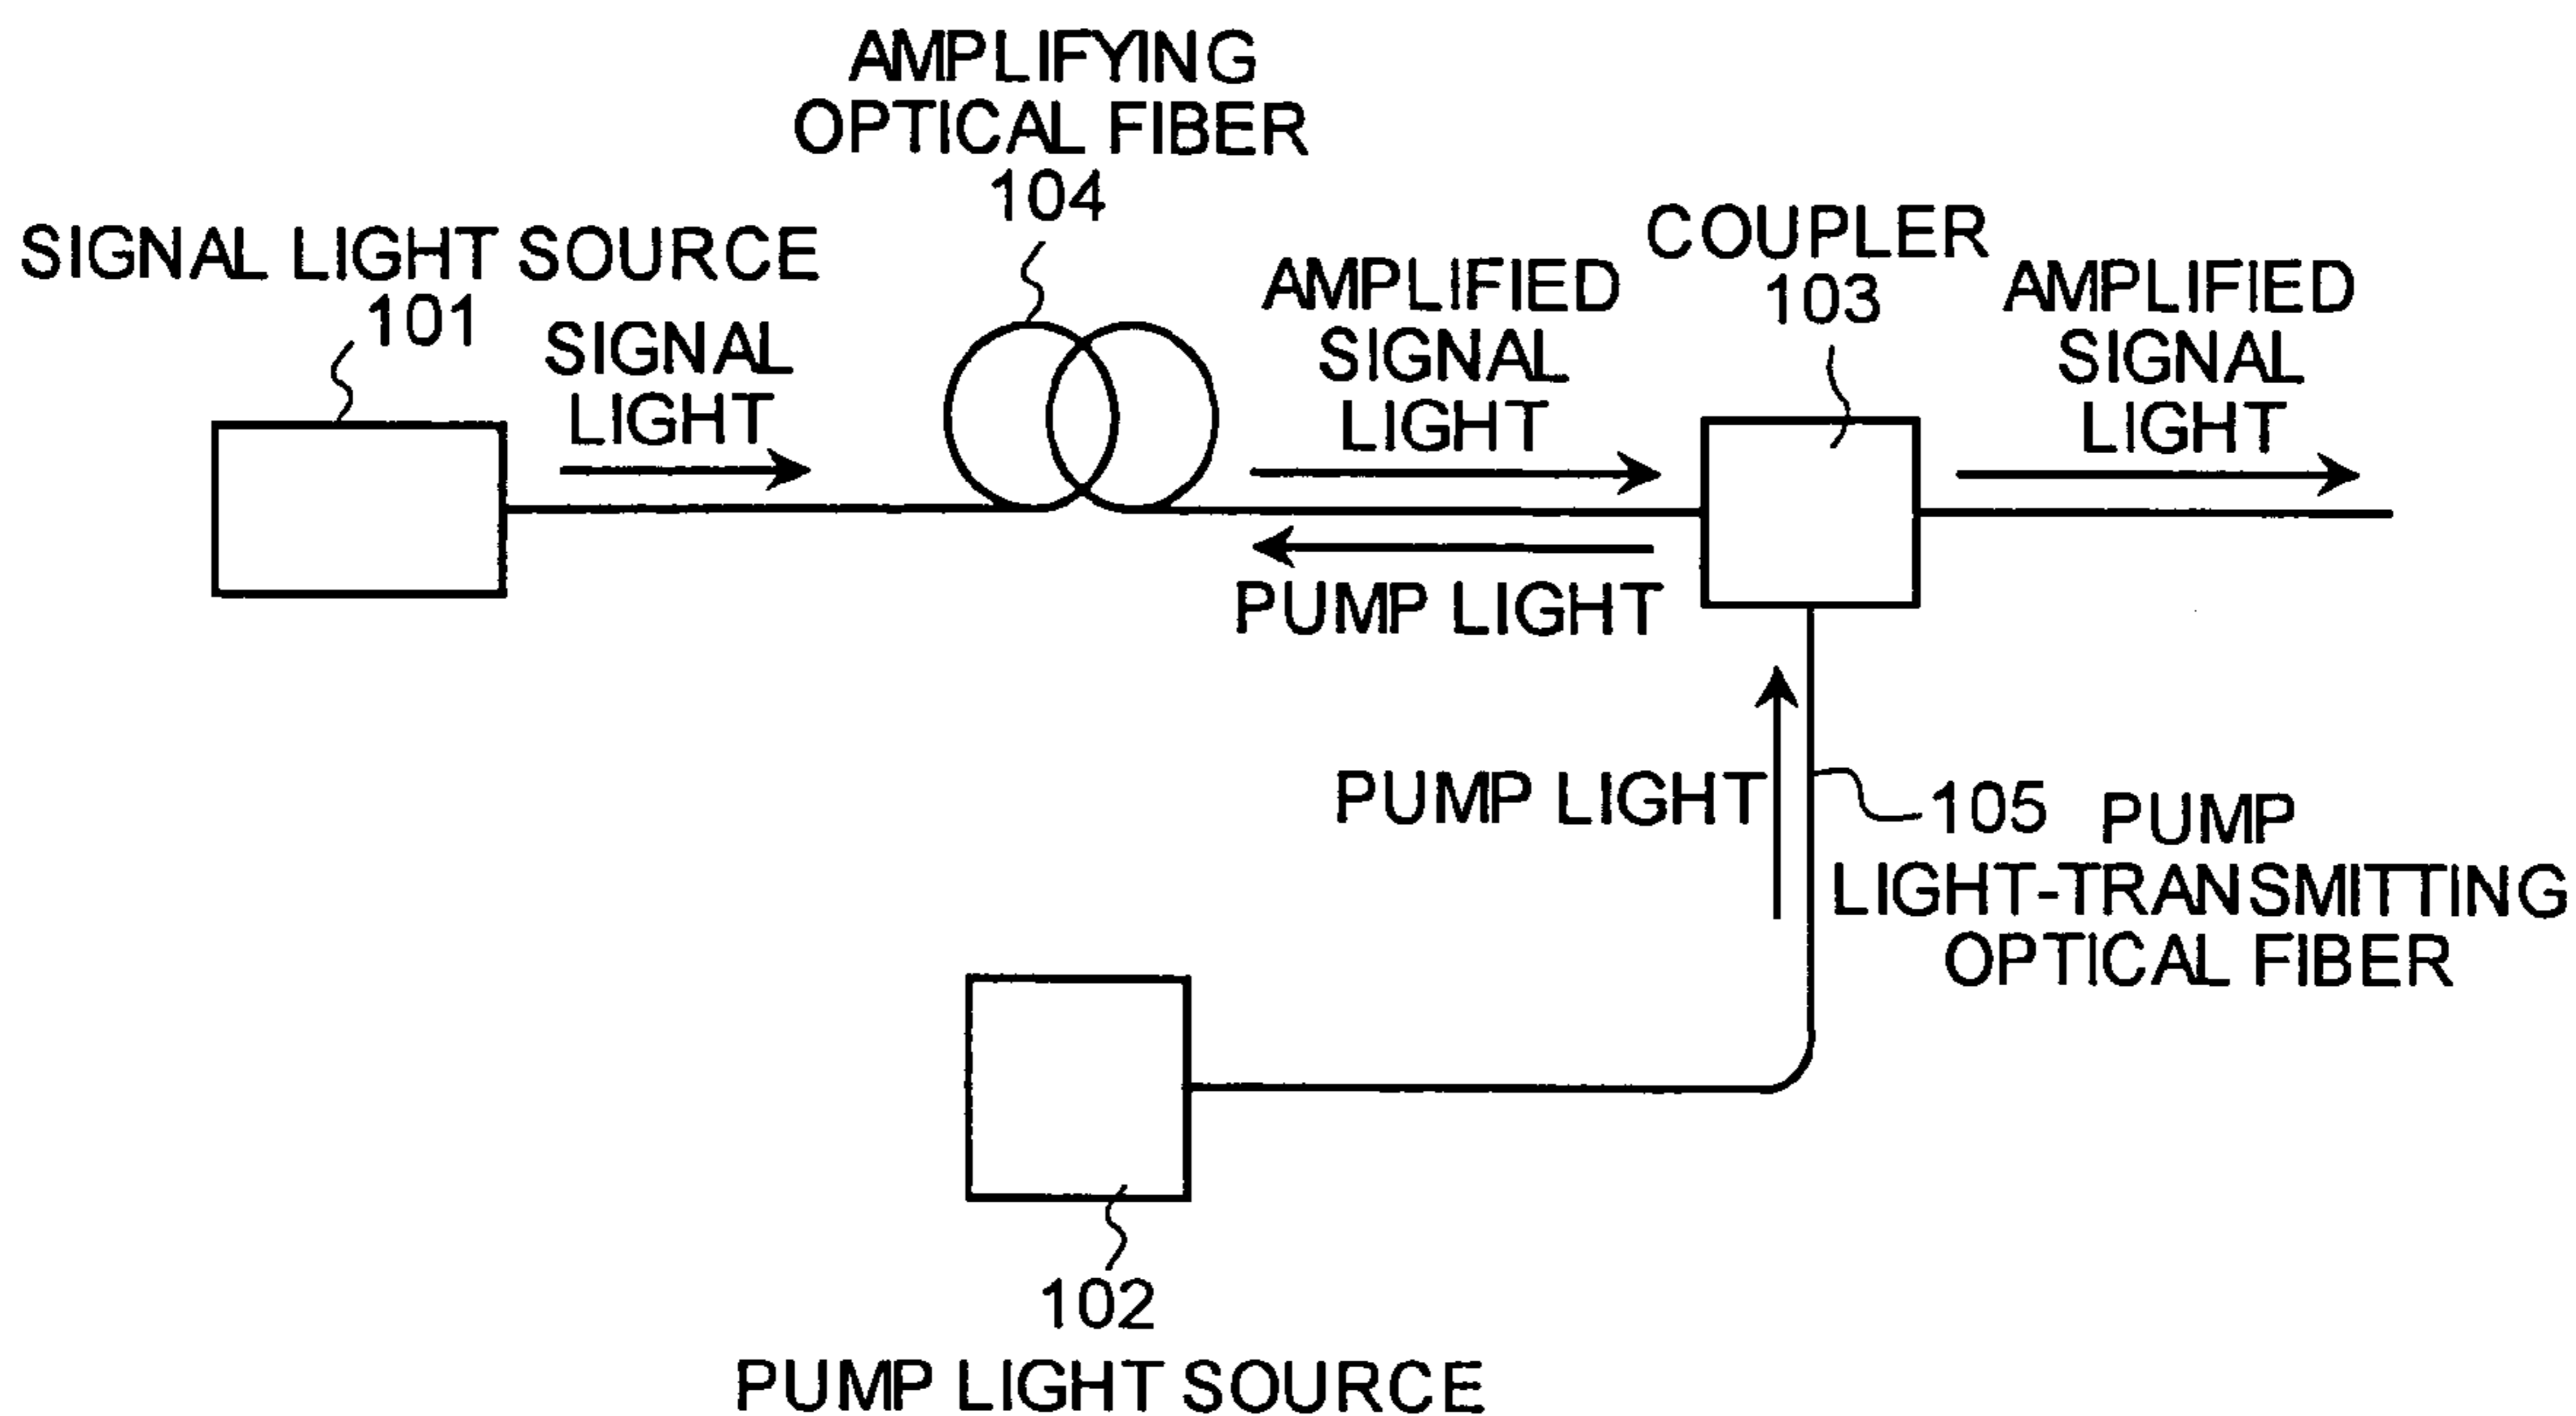 AMPLIFYING
OPTICAL FIBER
104
SIGNAL LIGHT SOURCE
101
SIGNAL
LIGHT
AMPLIFIED
SIGNAL
LIGHT
COUPLER
103
AMPLIFIED
SIGNAL
LIGHT
PUMP LIGHT
PUMP LIGHT
105
PUMP
LIGHT-TRANSMITTING
OPTICAL FIBER
102
PUMP LIGHT SOURCE